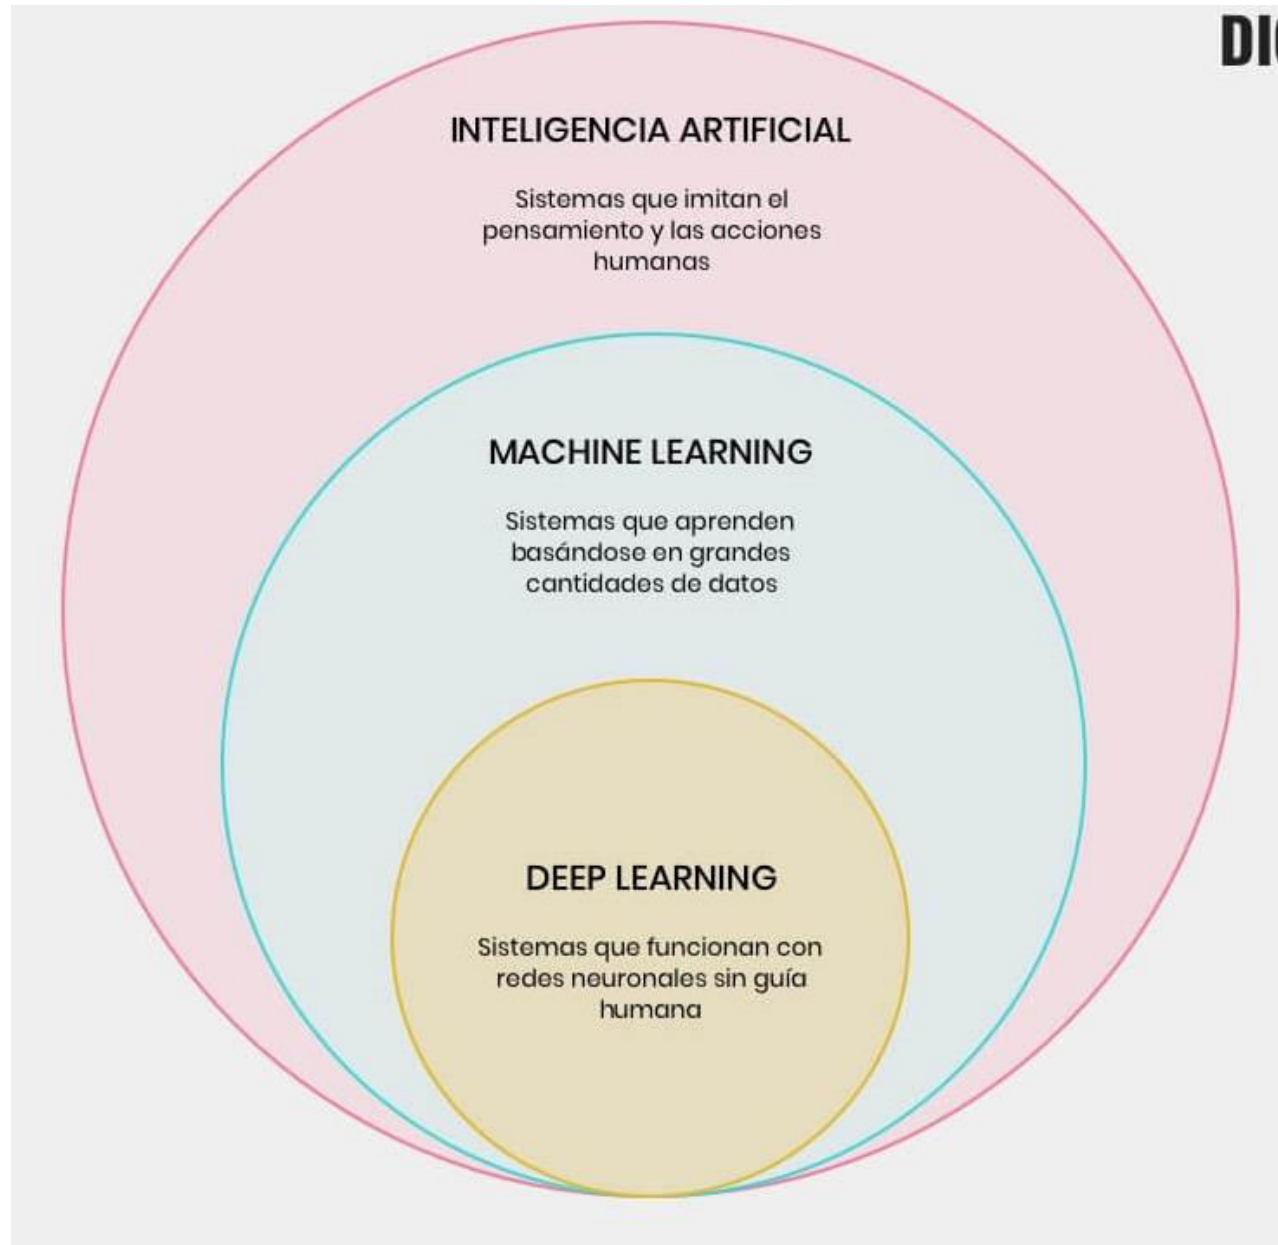 INTELIGENCIA ARTIFICIAL
Sistemas que imitan el
pensamiento y las acciones
humanas
MACHINE LEARNING
Sistemas que aprenden
basándose en grandes
cantidades de datos
DEEP LEARNING
Sistemas que funcionan con
redes neuronales sin guía
humana